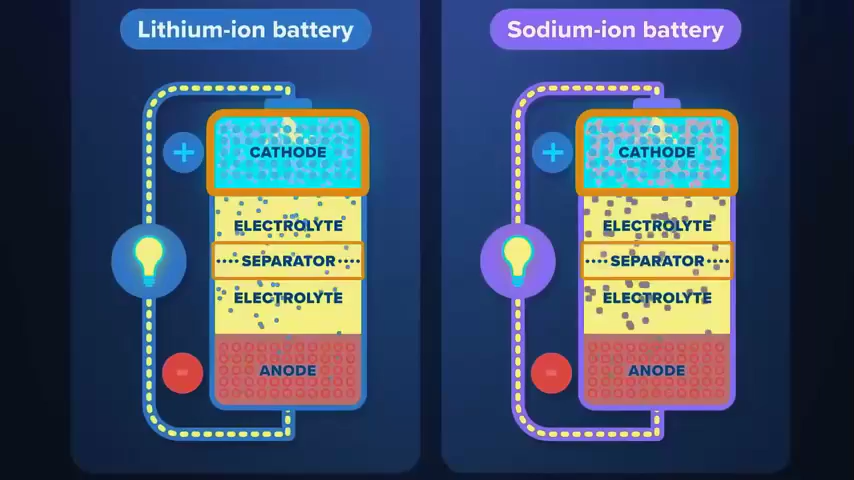 Lithium-ion battery
+
CATHODE
ELECTROLYTE
SEPARATOR
ELECTROLYTE
-
ANODE
Sodium-ion battery
+
CATHODE
ELECTROLYTE
SEPARATOR
ELECTROLYTE
-
ANODE